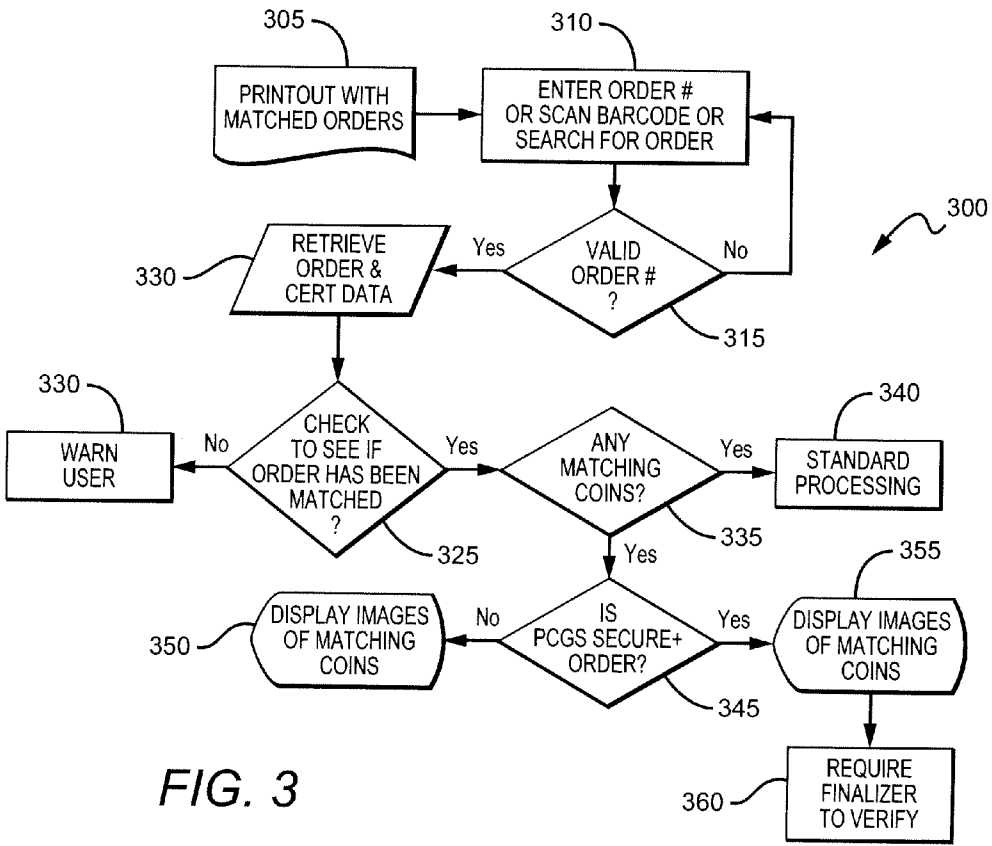 305
310
PRINTOUT WITH
MATCHED ORDERS
ENTER ORDER #
OR SCAN BARCODE OR
SEARCH FOR ORDER
300
330
RETRIEVE
ORDER &
CERT DATA
Yes
VALID
ORDER #
?
No
315
330
WARN
USER
No
CHECK
TO SEE IF
ORDER HAS BEEN
MATCHED
?
325
Yes
ANY
MATCHING
COINS?
335
Yes
340
STANDARD
PROCESSING
Yes
350
DISPLAY IMAGES
OF MATCHING
COINS
No
IS
PCGS SECURE+
ORDER?
345
Yes
355
DISPLAY IMAGES
OF MATCHING
COINS
360
REQUIRE
FINALIZER
TO VERIFY
FIG. 3